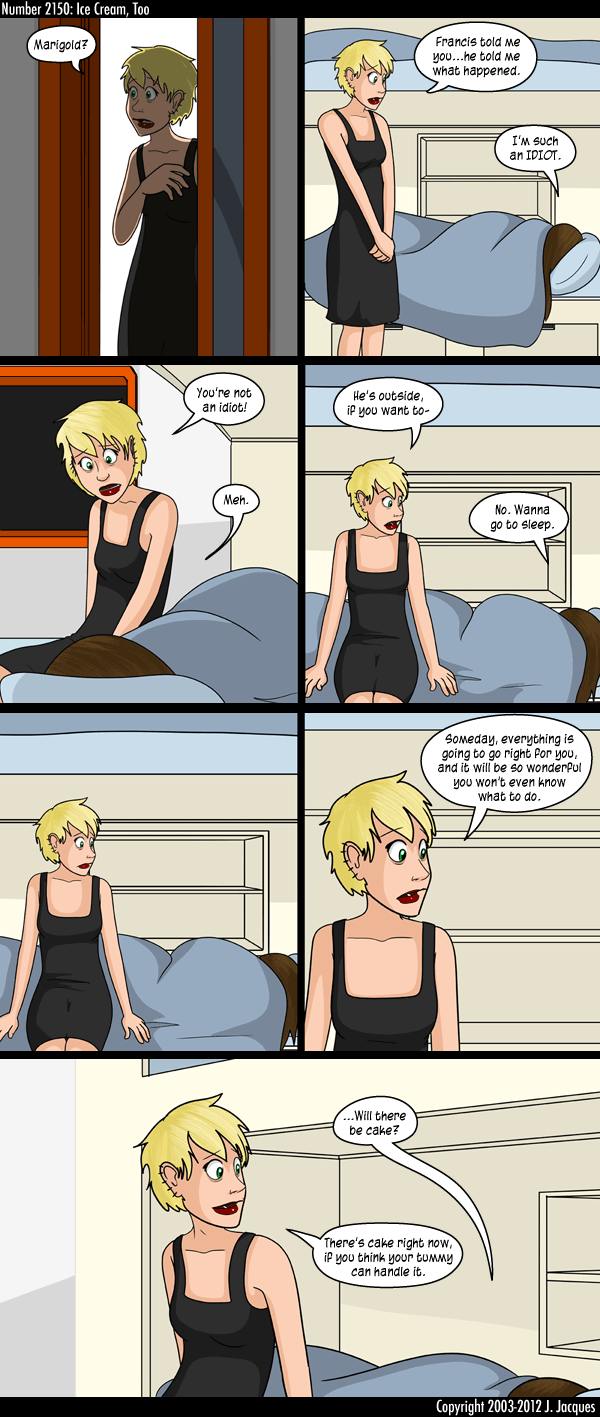 Number 2150: Ice Cream, Too
Marigold?
Francis told me
you...he told me
what happened.
I'm such
an IDIOT.
You're not
an idiot!
Meh.
He's outside,
if you want to-
No. Wanna
go to sleep.
Someday, everything is
going to go right for you,
and it will be so wonderful
you won't even know
what to do.
...Will there
be cake?
There's cake right now,
if you think your tummy
can handle it.
Copyright 2003-2012 J. Jacques